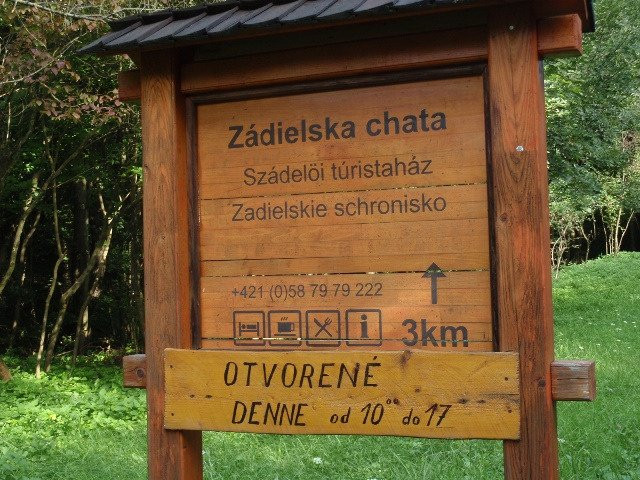 Zádielska chata
Szádelöi túristaház
Zadielskie schronisko
+421 (0)58 79 79 222
i 3km
OTVORENÉ
DENNE od 10⁰⁰ do 17